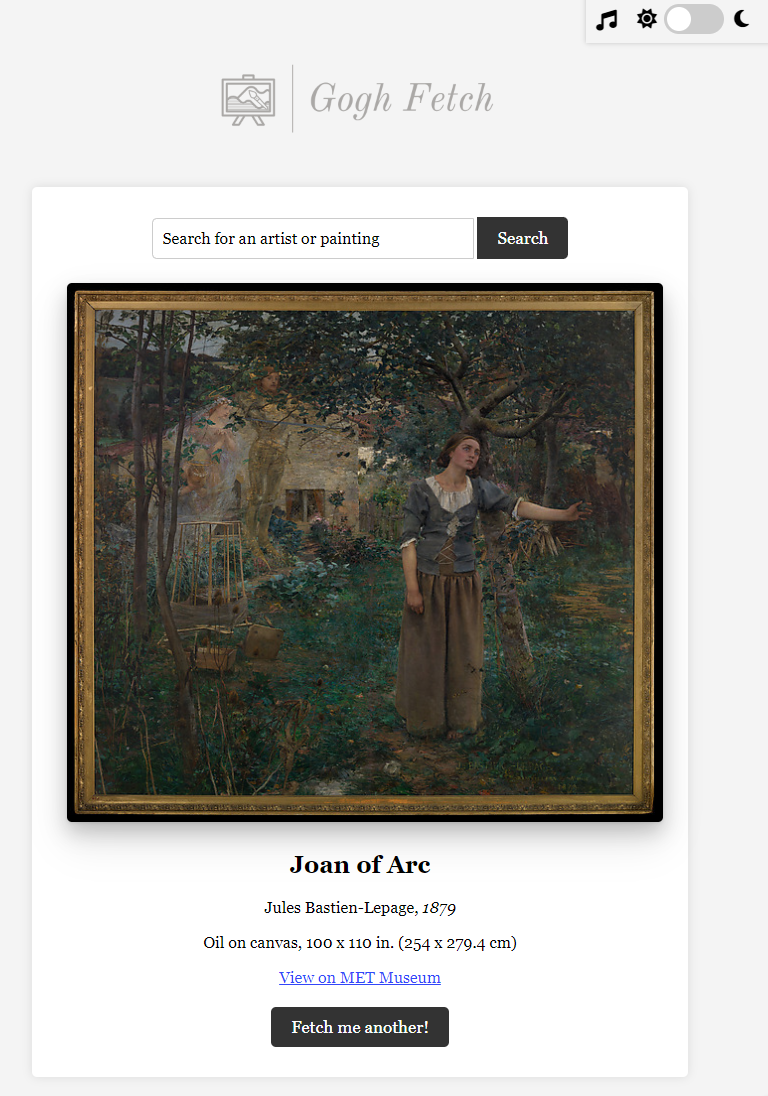 Gogh Fetch
Search for an artist or painting
Search
Joan of Arc
Jules Bastien-Lepage, 1879
Oil on canvas, 100 x 110 in. (254 x 279.4 cm)
View on MET Museum
Fetch me another!